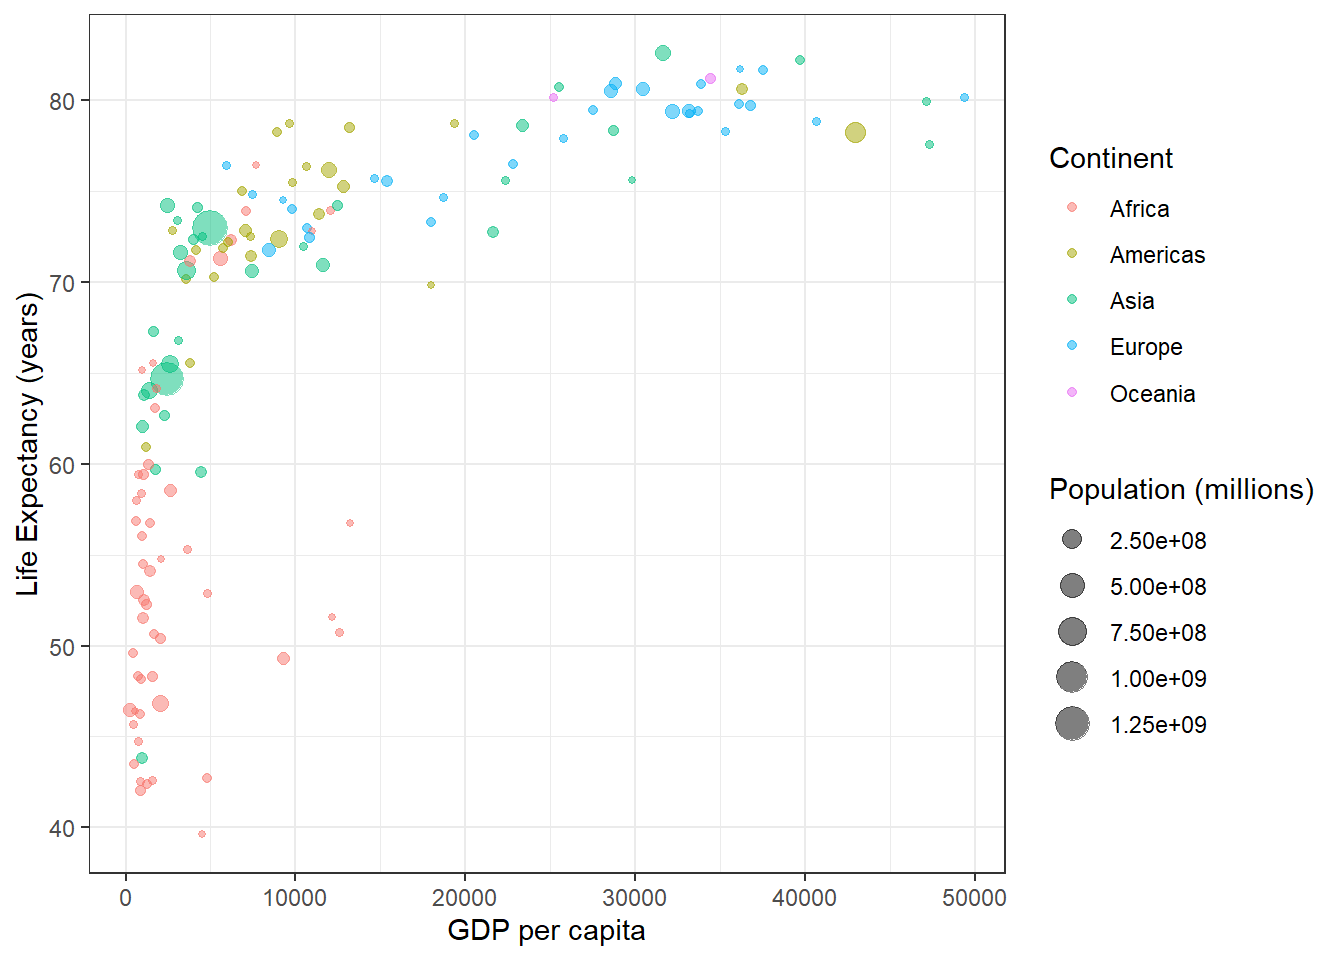 80
70
60
50
40
Life Expectancy (years)
0
10000
20000
30000
40000
50000
GDP per capita
Continent
Africa
Americas
Asia
Europe
Oceania
Population (millions)
2.50e+08
5.00e+08
7.50e+08
1.00e+09
1.25e+09